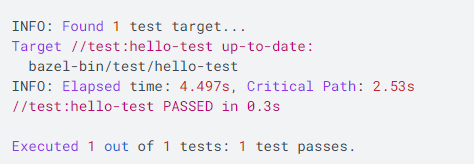 INFO: Found 1 test target...
Target //test:hello-test up-to-date:
  bazel-bin/test/hello-test
INFO: Elapsed time: 4.497s, Critical Path: 2.53s
//test:hello-test PASSED in 0.3s

Executed 1 out of 1 tests: 1 test passes.